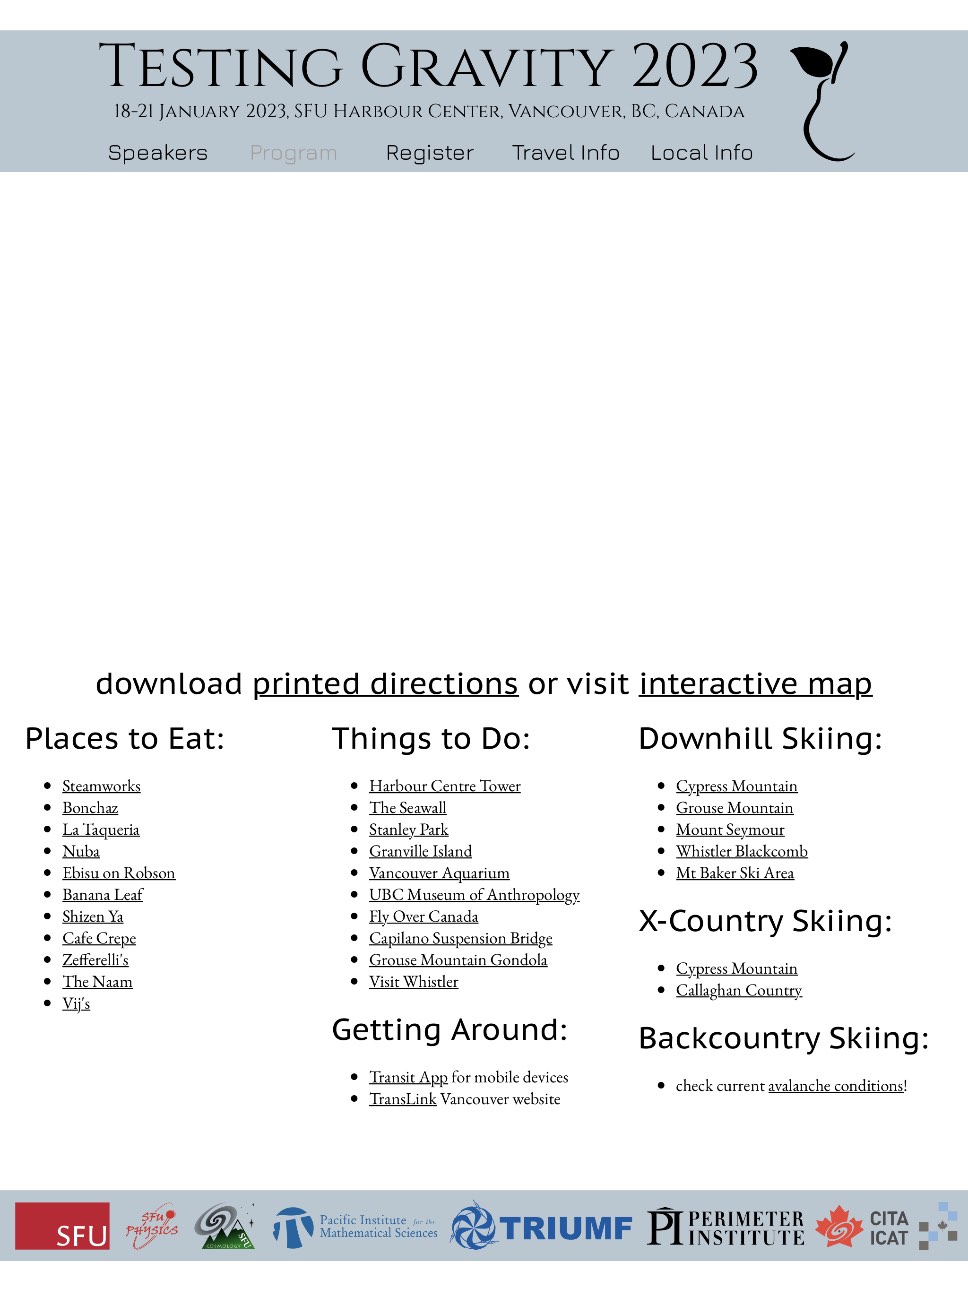 Testing Gravity 2023
18-21 January 2023, SFU Harbour Center, Vancouver, BC, Canada
Speakers Program Register Travel Info Local Info
download printed directions or visit interactive map
Places to Eat:
Steamworks
Bonchaz
La Taqueria
Nuba
Ebisu on Robson
Banana Leaf
Shizen Ya
Cafe Crepe
Zefferelli's
The Naam
Vij's
Things to Do:
Harbour Centre Tower
The Seawall
Stanley Park
Granville Island
Vancouver Aquarium
UBC Museum of Anthropology
Fly Over Canada
Capilano Suspension Bridge
Grouse Mountain Gondola
Visit Whistler
Getting Around:
Transit App for mobile devices
TransLink Vancouver website
Downhill Skiing:
Cypress Mountain
Grouse Mountain
Mount Seymour
Whistler Blackcomb
Mt Baker Ski Area
X-Country Skiing:
Cypress Mountain
Callaghan Country
Backcountry Skiing:
check current avalanche conditions!
SFU
SFU
PHYSICS
COSMOLOGY SFU
Pacific Institute for the
Mathematical Sciences
TRIUMF
PI PERIMETER
INSTITUTE
CITA
ICAT